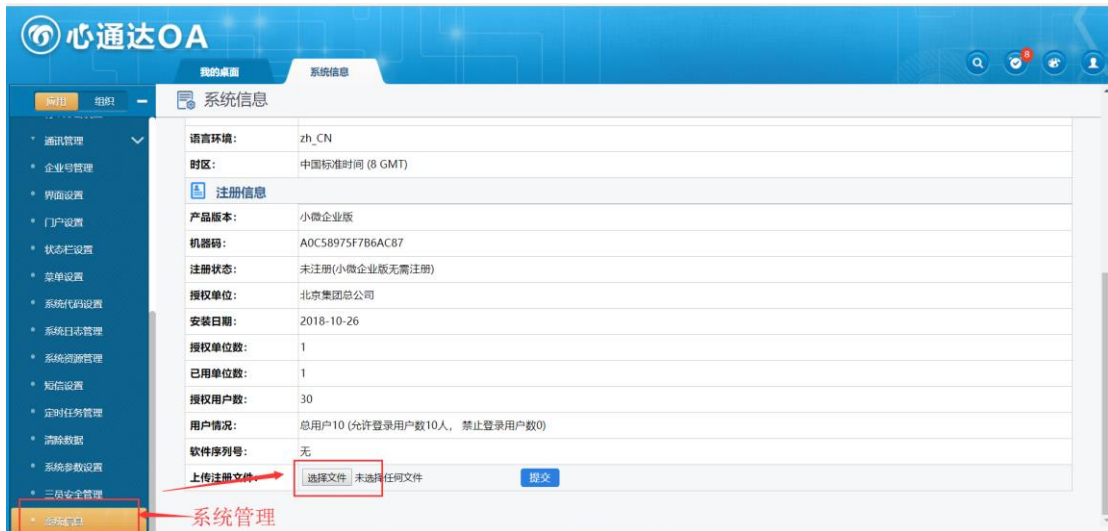 心通达OA
我的桌面
系统信息
8
应用
组织
系统信息
通讯管理
企业号管理
界面设置
门户设置
状态栏设置
菜单设置
系统代码设置
系统日志管理
系统资源管理
短信设置
定时任务管理
清除数据
系统参数设置
三员安全管理
系统信息
语言环境: zh_CN
时区: 中国标准时间 (8 GMT)
注册信息
产品版本: 小微企业版
机器码: A0C58975F7B6AC87
注册状态: 未注册(小微企业版无需注册)
授权单位: 北京集团总公司
安装日期: 2018-10-26
授权单位数: 1
已用单位数: 1
授权用户数: 30
用户情况: 总用户10 (允许登录用户数10人, 禁止登录用户数0)
软件序列号: 无
上传注册文件: 选择文件 未选择任何文件 提交
系统管理